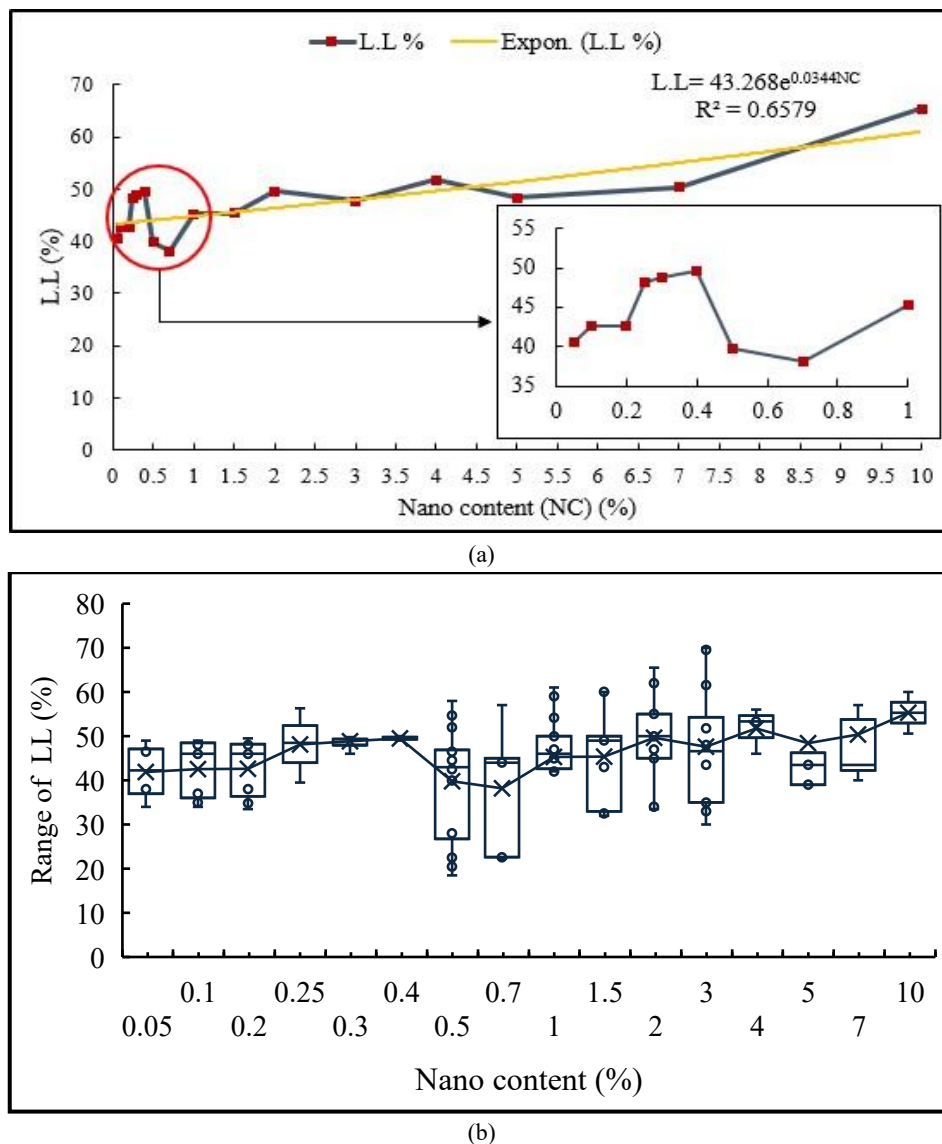 L.L % Expon. (L.L %)
L.L= 43.268e^0.0344NC
R² = 0.6579
70
60
50
40
30
20
10
0
L.L (%)
55
50
45
40
35
0 0.2 0.4 0.6 0.8 1
0 0.5 1 1.5 2 2.5 3 3.5 4 4.5 5 5.5 6 6.5 7 7.5 8 8.5 9 9.5 10
Nano content (NC) (%)
(a)
80
70
60
50
40
30
20
10
0
Range of LL (%)
0.1 0.25 0.4 0.7 1.5 3 5 10
0.05 0.2 0.3 0.5 1 2 4 7
Nano content (%)
(b)